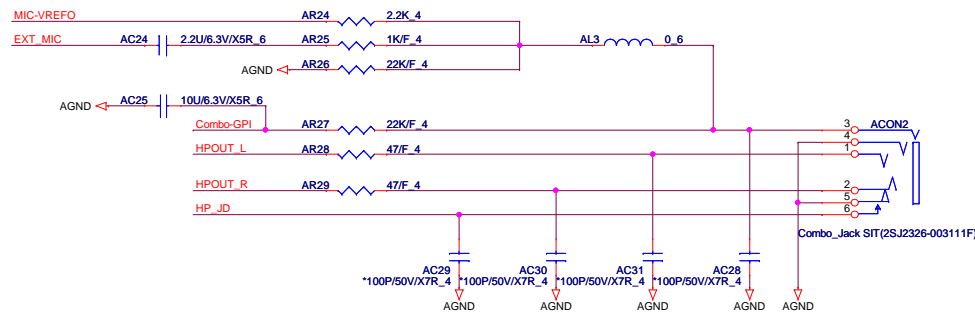 MIC-VREFO AR24 2.2K_4
EXT_MIC AC24 2.2U/6.3V/X5R_6 AR25 1K/F_4 AL3 0_6
AGND AR26 22K/F_4
AGND AC25 10U/6.3V/X5R_6
Combo-GPI AR27 22K/F_4 3 ACON2
4
HPOUT_L AR28 47/F_4 1
HPOUT_R AR29 47/F_4 2
5
HP_JD 6
Combo_Jack SIT(2SJ2326-003111F)
AC29 AC30 AC31 AC28
*100P/50V/X7R_4 *100P/50V/X7R_4 *100P/50V/X7R_4 *100P/50V/X7R_4
AGND AGND AGND AGND AGND